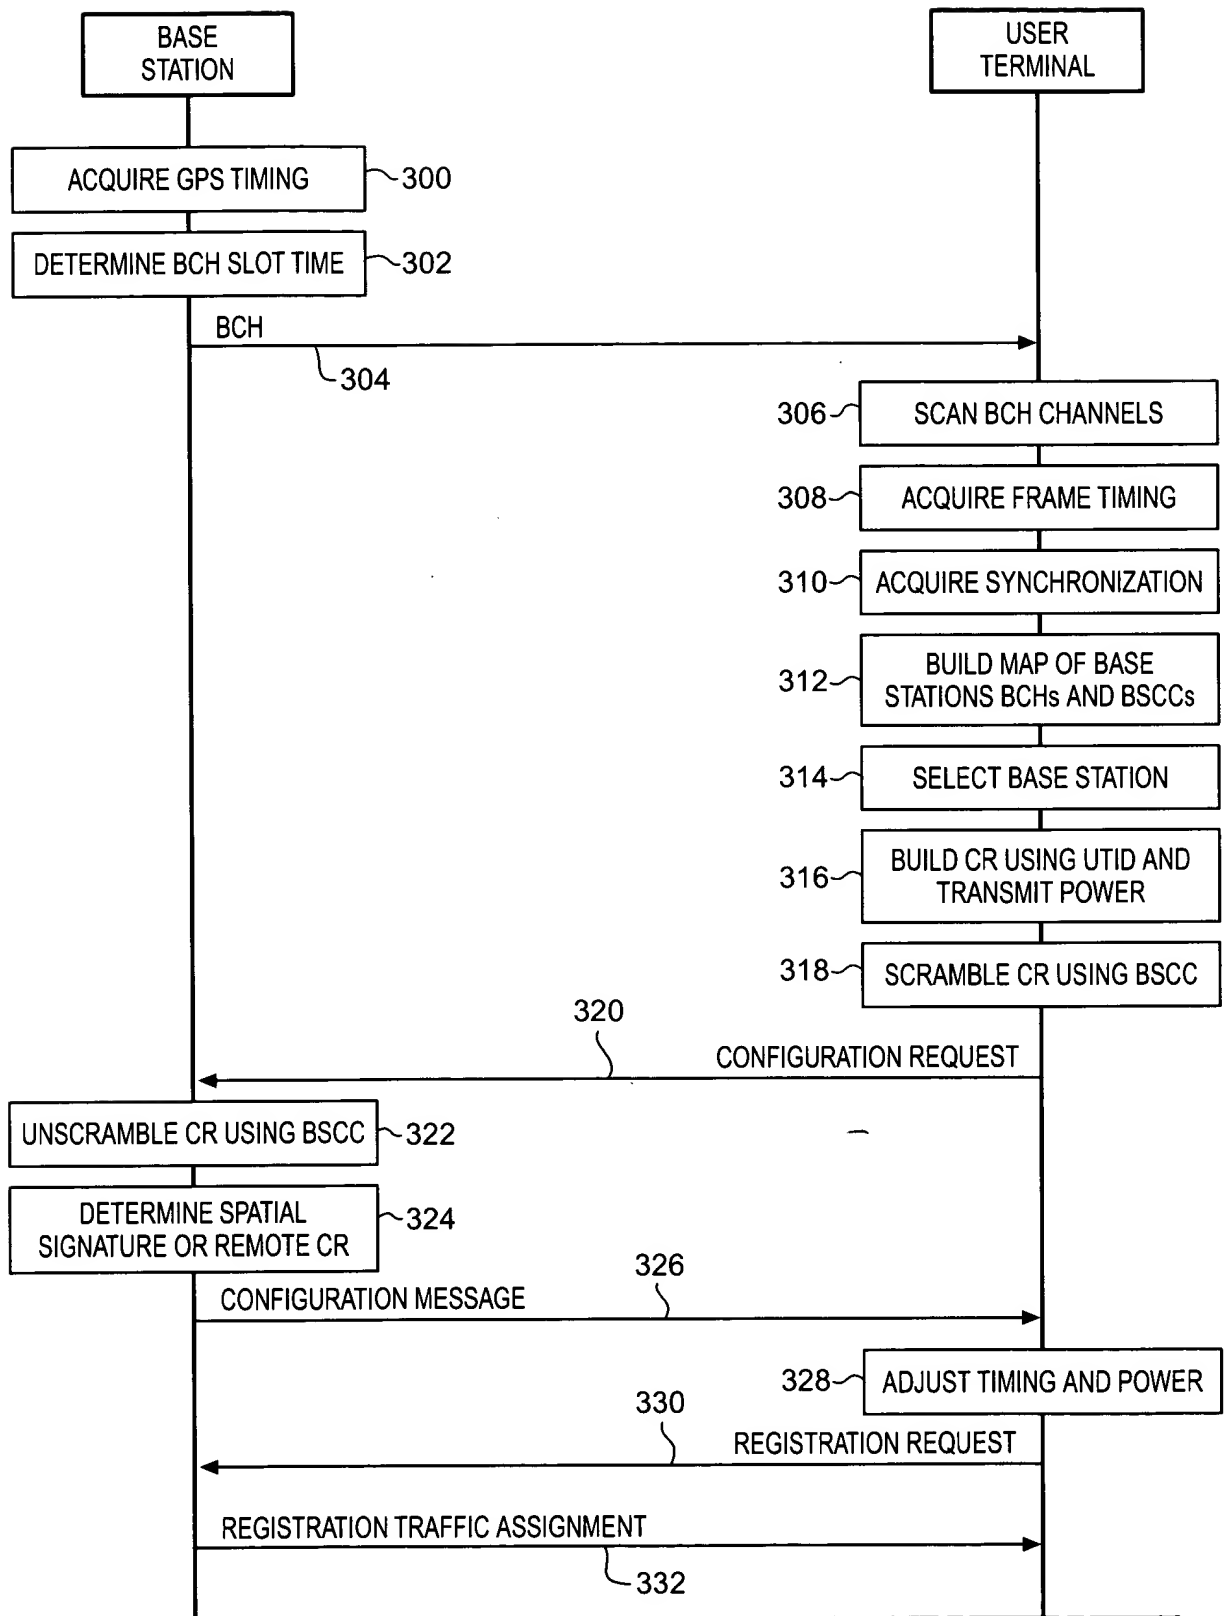 BASE
STATION
USER
TERMINAL
ACQUIRE GPS TIMING
300
DETERMINE BCH SLOT TIME
302
BCH
304
306
SCAN BCH CHANNELS
308
ACQUIRE FRAME TIMING
310
ACQUIRE SYNCHRONIZATION
312
BUILD MAP OF BASE
STATIONS BCHs AND BSCCs
314
SELECT BASE STATION
316
BUILD CR USING UTID AND
TRANSMIT POWER
318
SCRAMBLE CR USING BSCC
320
CONFIGURATION REQUEST
UNSCRAMBLE CR USING BSCC
322
DETERMINE SPATIAL
SIGNATURE OR REMOTE CR
324
326
CONFIGURATION MESSAGE
328
ADJUST TIMING AND POWER
330
REGISTRATION REQUEST
REGISTRATION TRAFFIC ASSIGNMENT
332